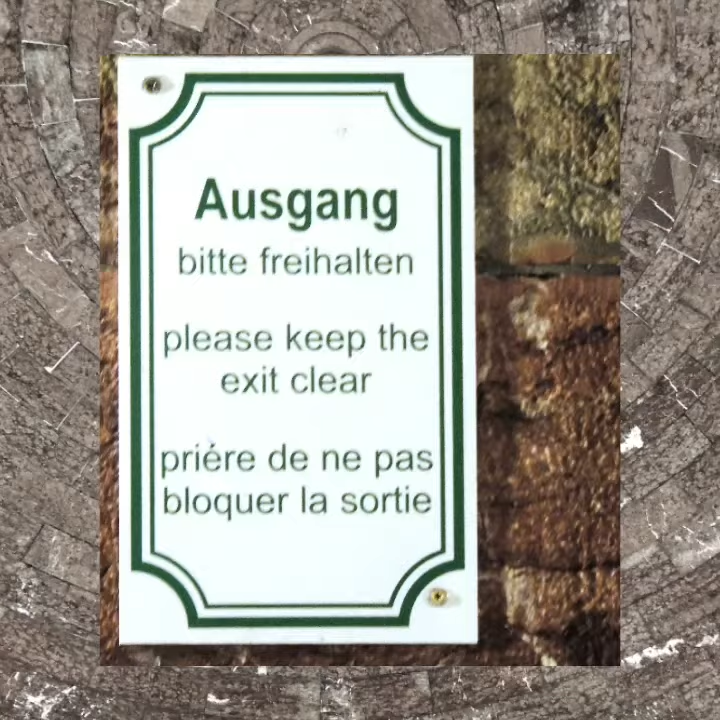 Ausgang
bitte freihalten
please keep the
exit clear
priére de ne pas
bloquer la sortie